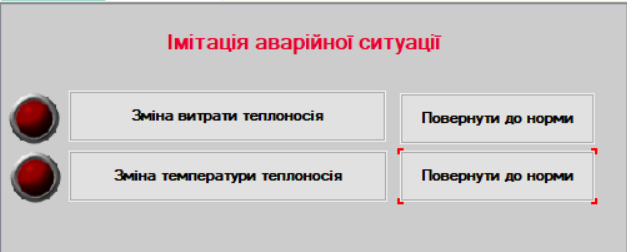 Імітація аварійної ситуації
Зміна витрати теплоносія
Повернути до норми
Зміна температури теплоносія
Повернути до норми